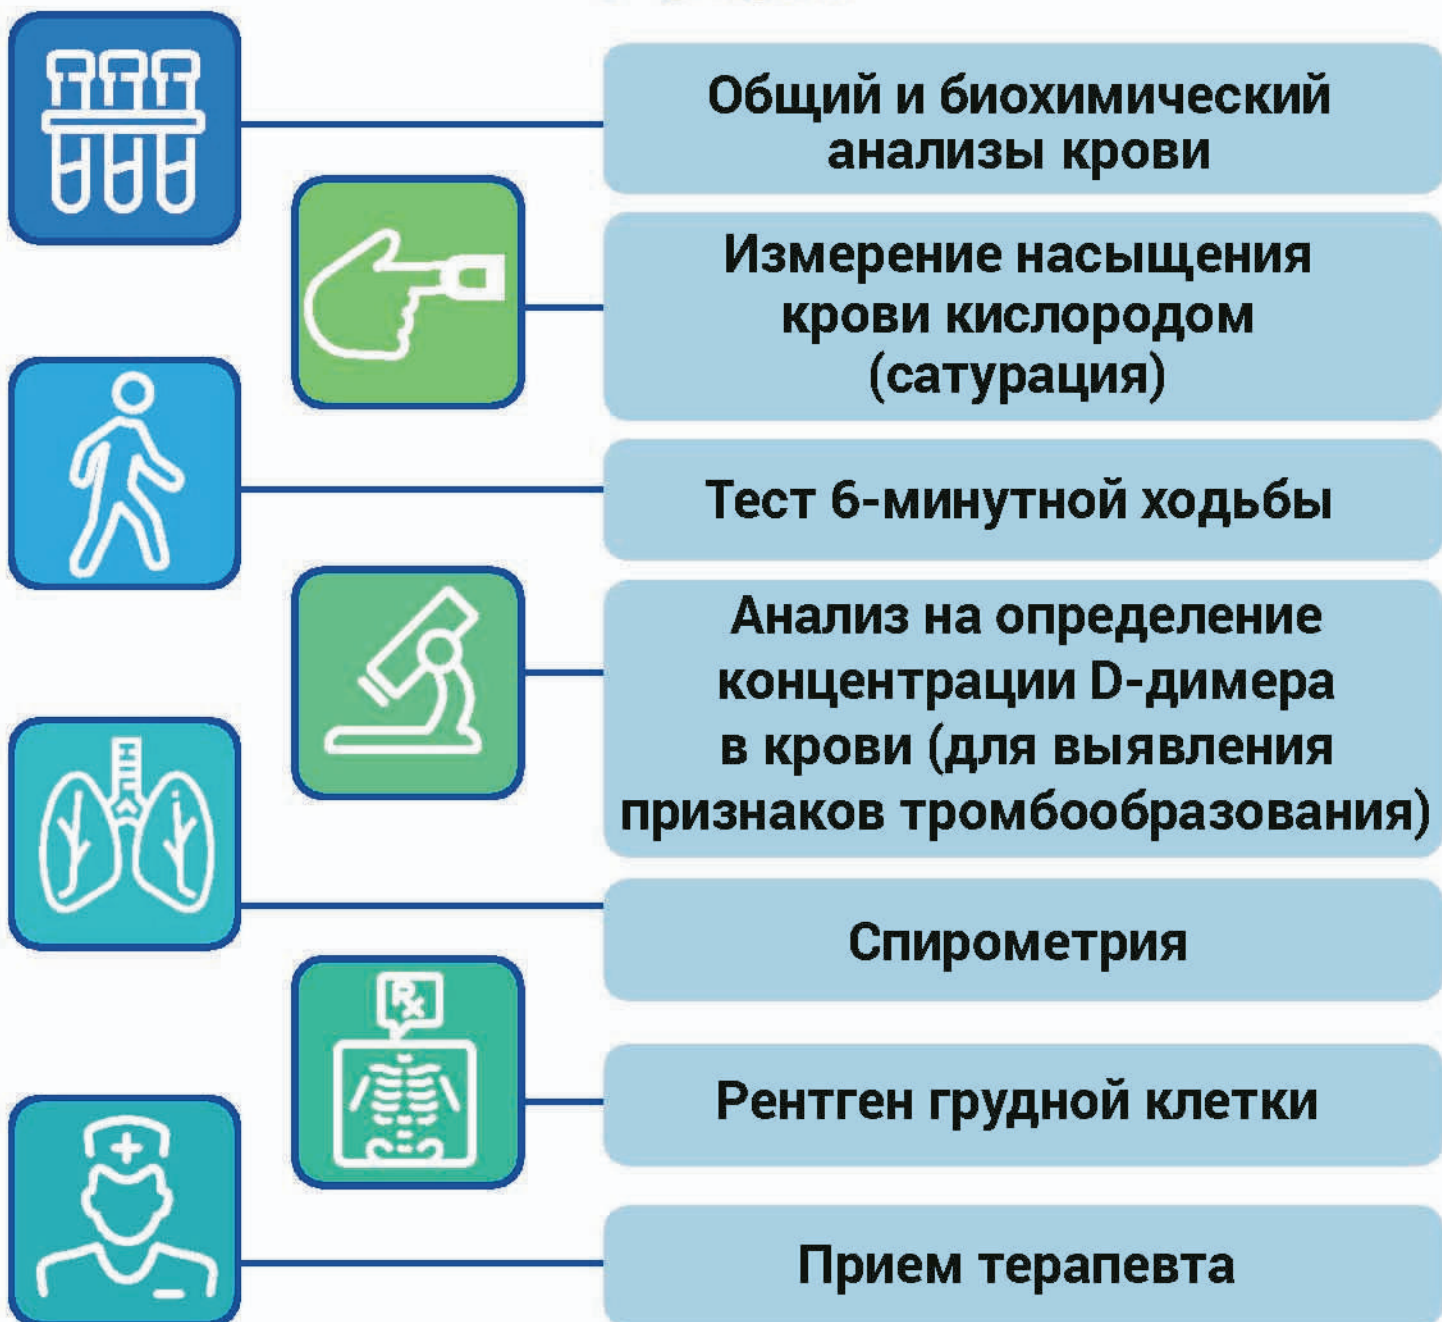 Общий и биохимический
анализы крови
Измерение насыщения
крови кислородом
(сатурация)
Тест 6-минутной ходьбы
Анализ на определение
концентрации D-димера
в крови (для выявления
признаков тромбообразования)
Спирометрия
Rx
Рентген грудной клетки
Прием терапевта